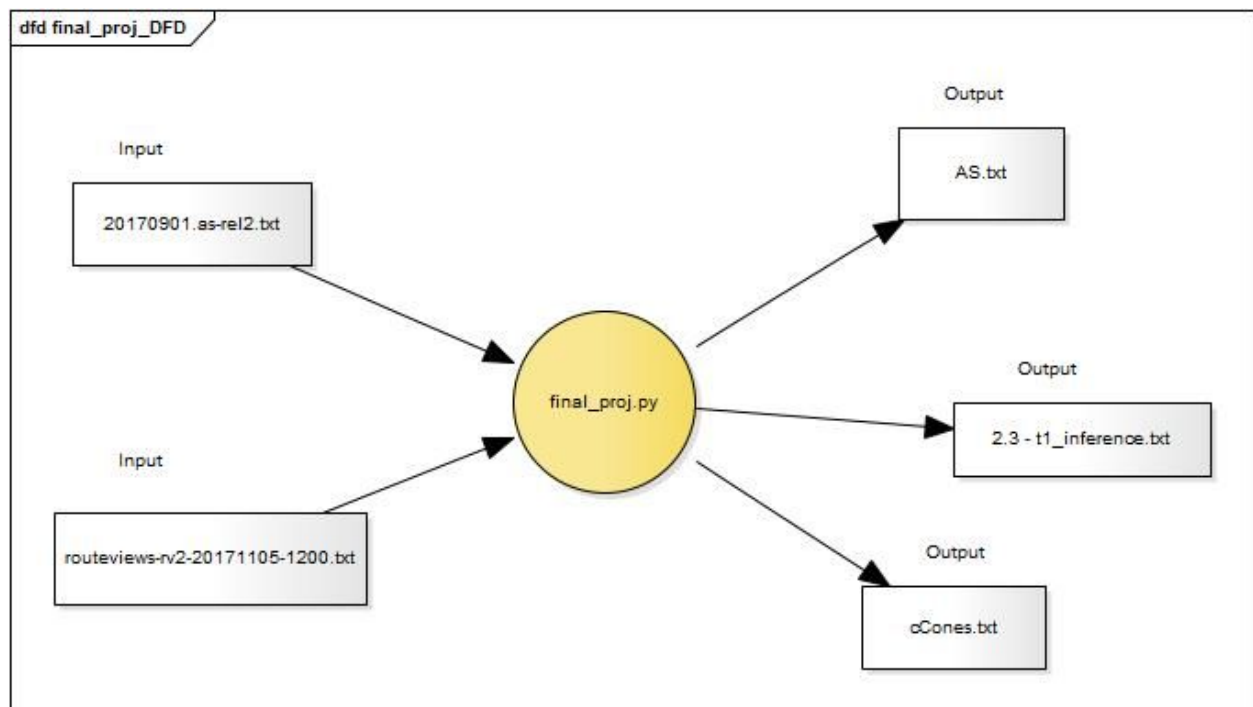 dfd final_proj_DFD
Input
20170901.as-rel2.txt
Input
routeviews-rv2-20171105-1200.txt
final_proj.py
Output
AS.txt
Output
2.3 - t1_inference.txt
Output
cCones.txt